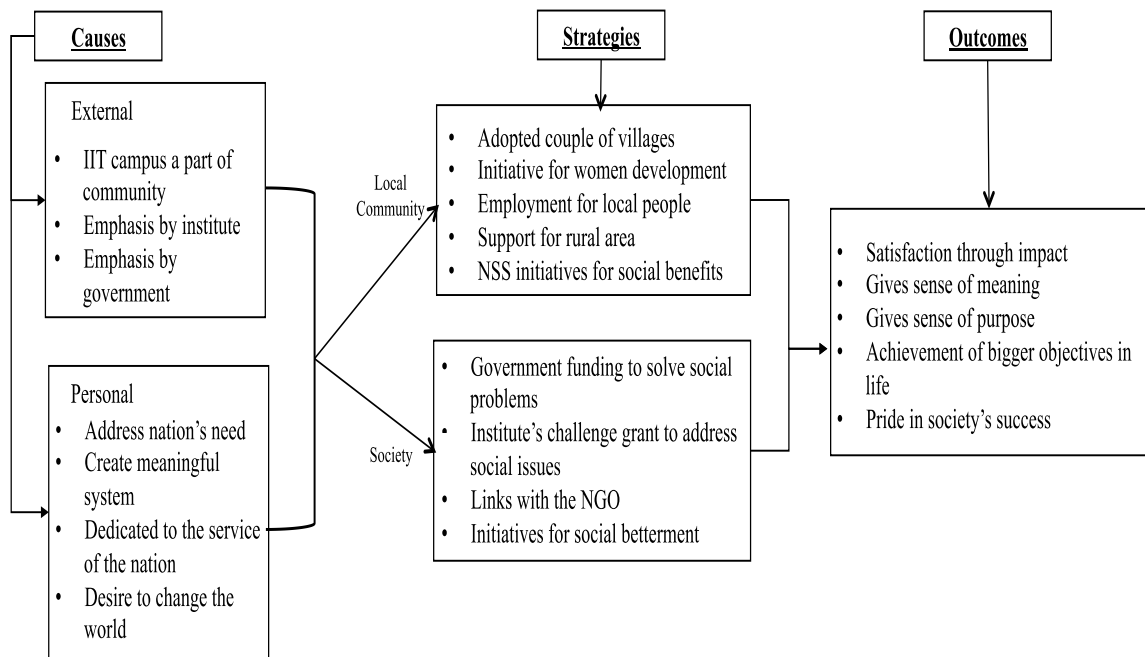 Causes
External
• IIT campus a part of
community
• Emphasis by institute
• Emphasis by
government
Personal
• Address nation's need
• Create meaningful
system
• Dedicated to the service
of the nation
• Desire to change the
world
Local
Community
Society
Strategies
• Adopted couple of villages
• Initiative for women development
• Employment for local people
• Support for rural area
• NSS initiatives for social benefits
• Government funding to solve social
problems
• Institute's challenge grant to address
social issues
• Links with the NGO
• Initiatives for social betterment
Outcomes
• Satisfaction through impact
• Gives sense of meaning
• Gives sense of purpose
• Achievement of bigger objectives in
life
• Pride in society's success